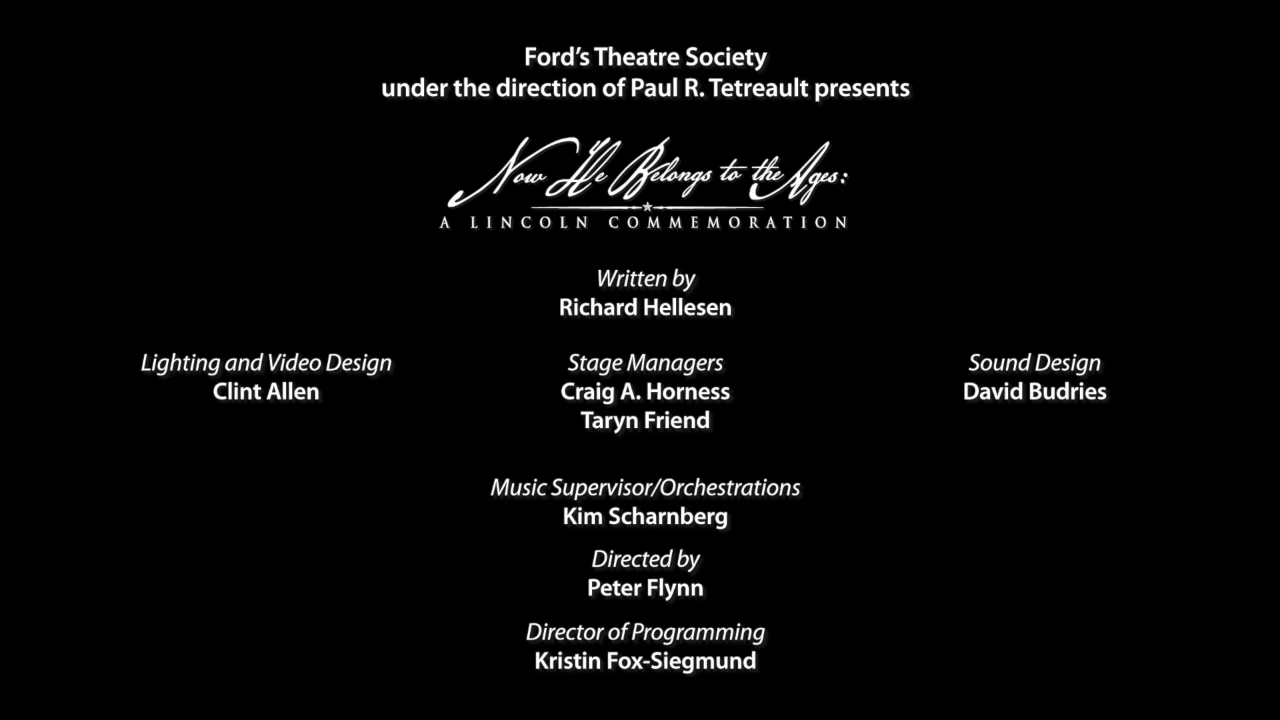 Ford's Theatre Society
under the direction of Paul R. Tetreault presents
Now He Belongs to the Ages:
A LINCOLN COMMEMORATION
Written by
Richard Hellesen
Lighting and Video Design
Clint Allen
Stage Managers
Craig A. Horness
Taryn Friend
Sound Design
David Budries
Music Supervisor/Orchestrations
Kim Scharnberg
Directed by
Peter Flynn
Director of Programming
Kristin Fox-Siegmund